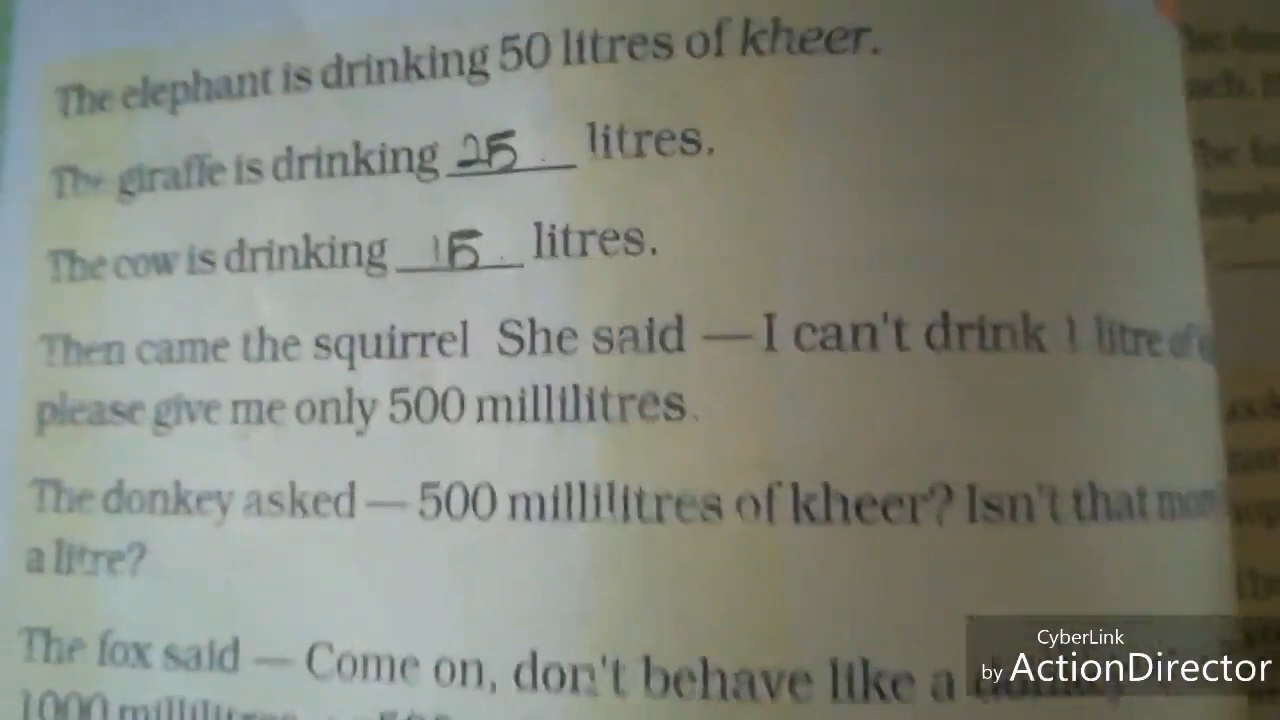 The elephant is drinking 50 litres of kheer.
The giraffe is drinking 25 litres.
The cow is drinking 15 litres.
Then came the squirrel She said — I can't drink 1 litre of
please give me only 500 millilitres.
The donkey asked — 500 millilitres of kheer? Isn't that
a litre?
The fox said — Come on, don't behave like a
1000 millilitres
CyberLink
by ActionDirector